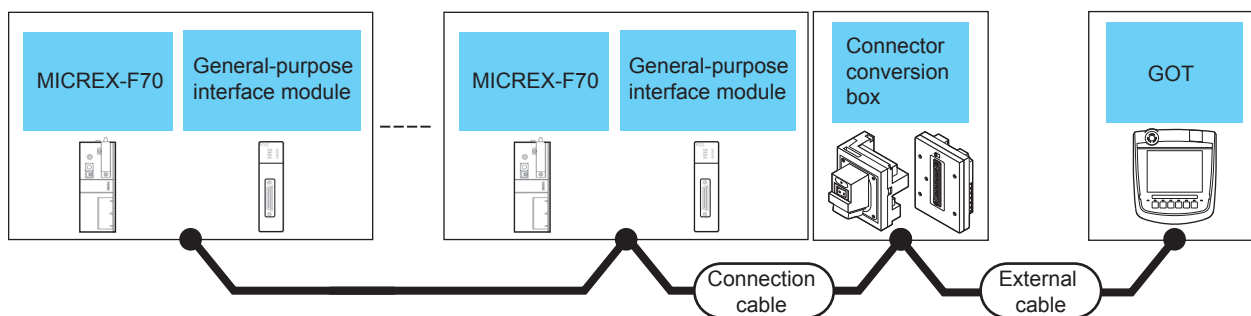 MICREX-F70
General-purpose
interface module
MICREX-F70
General-purpose
interface module
Connector
conversion
box
GOT
Connection
cable
External
cable